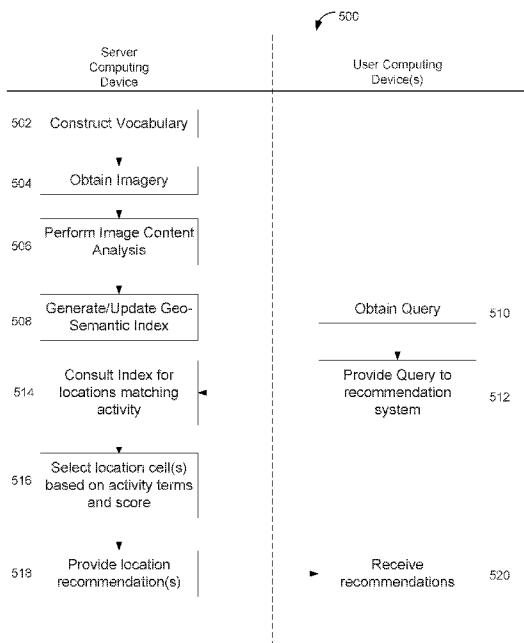 500
Server
Computing
Device
User Computing
Device(s)
502 Construct Vocabulary
504 Obtain Imagery
506 Perform Image Content
Analysis
508 Generate/Update Geo-
Semantic Index
Obtain Query 510
514 Consult Index for
locations matching
activity
Provide Query to
recommendation
system 512
516 Select location cell(s)
based on activity terms
and score
518 Provide location
recommendation(s)
Receive
recommendations 520